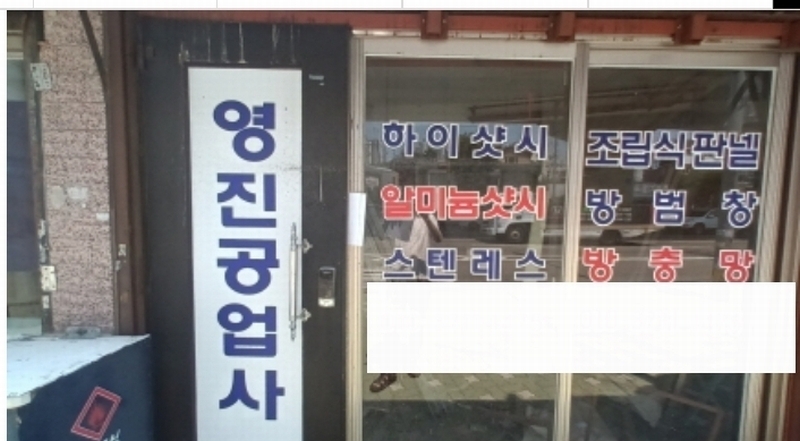 영진공업사
하이샷시
알미늄샷시
스텐레스
조립식판넬
방범창
방충망